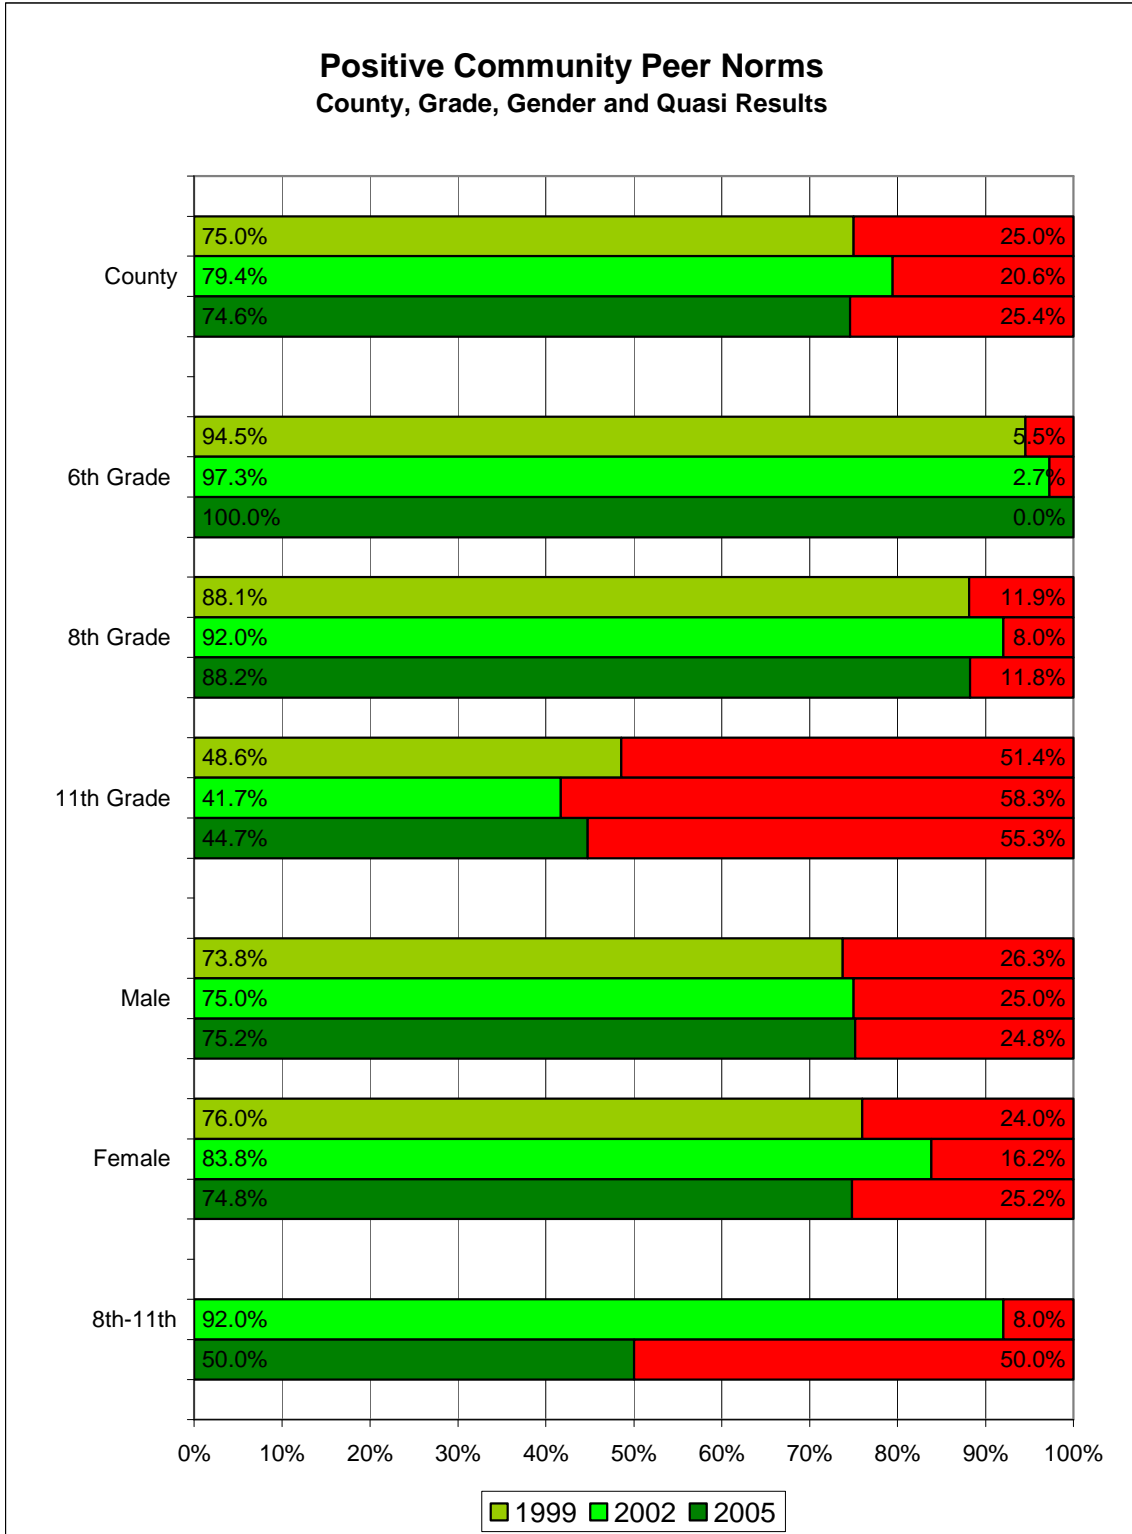 Positive Community Peer Norms
County, Grade, Gender and Quasi Results
75.0% 25.0%
County 79.4% 20.6%
74.6% 25.4%
94.5% 5.5%
6th Grade 97.3% 2.7%
100.0% 0.0%
88.1% 11.9%
8th Grade 92.0% 8.0%
88.2% 11.8%
48.6% 51.4%
11th Grade 41.7% 58.3%
44.7% 55.3%
73.8% 26.3%
Male 75.0% 25.0%
75.2% 24.8%
76.0% 24.0%
Female 83.8% 16.2%
74.8% 25.2%
8th-11th 92.0% 8.0%
50.0% 50.0%
0% 10% 20% 30% 40% 50% 60% 70% 80% 90% 100%
1999 2002 2005